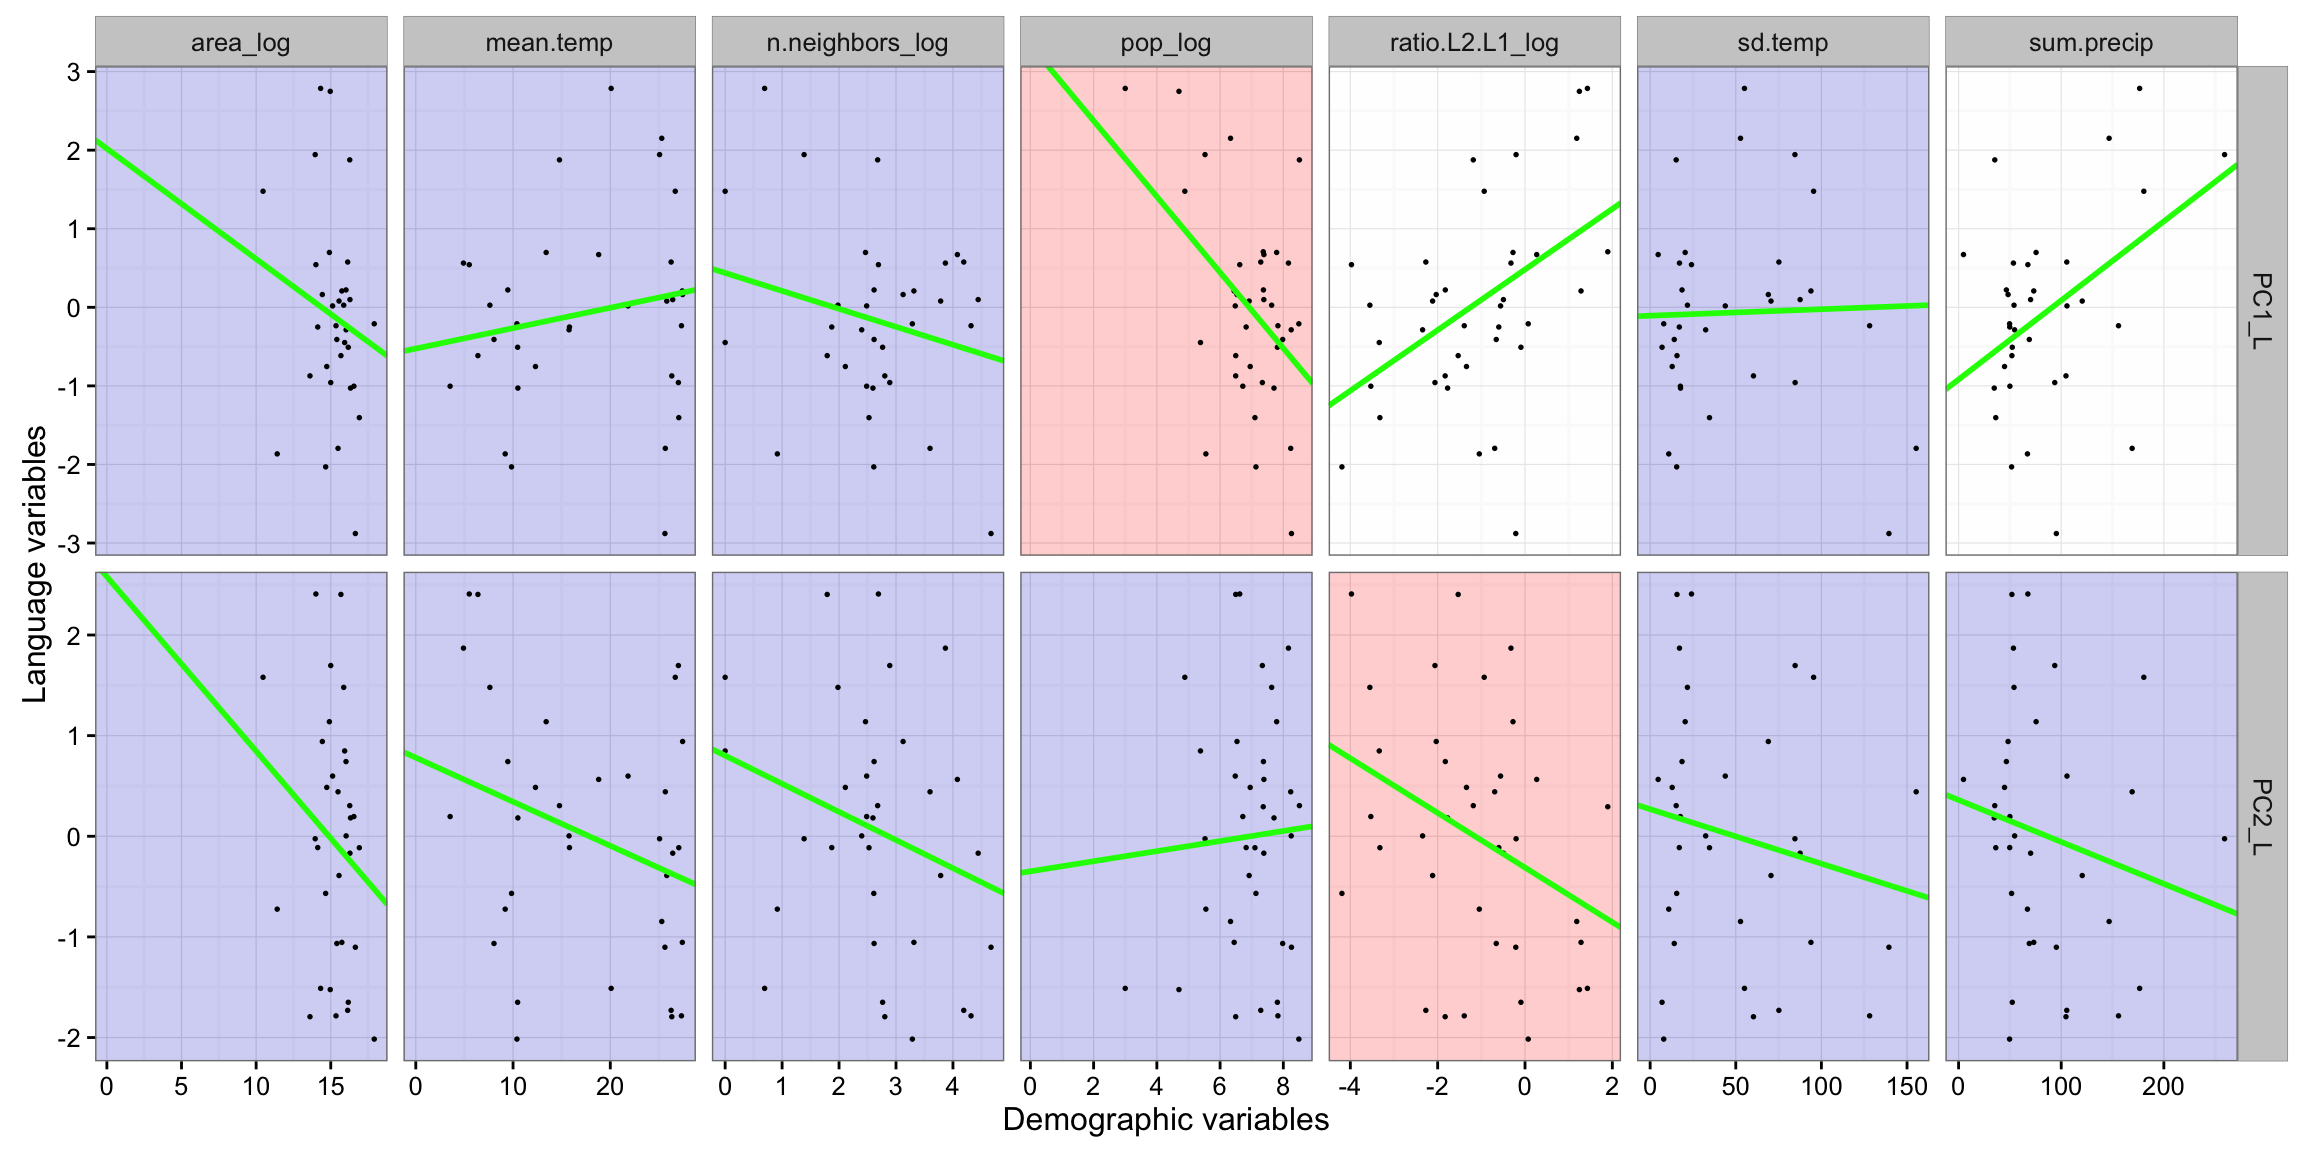 area_log mean.temp n.neighbors_log pop_log ratio.L2.L1_log sd.temp sum.precip
3
2
1
0
-1
-2
-3
PC1_L
Language variables
2
1
0
-1
-2
PC2_L
0 5 10 15 0 10 20 0 1 2 3 4 0 2 4 6 8 -4 -2 0 2 0 50 100 150 0 100 200
Demographic variables